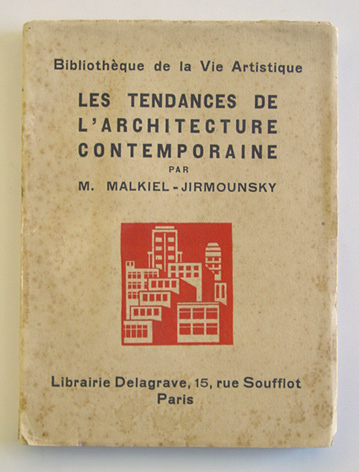 Bibliothèque de la Vie Artistique
LES TENDANCES DE
L'ARCHITECTURE
CONTEMPORAINE
PAR
M. MALKIEL-JIRMOUNSKY
Librairie Delagrave, 15, rue Soufflot
Paris